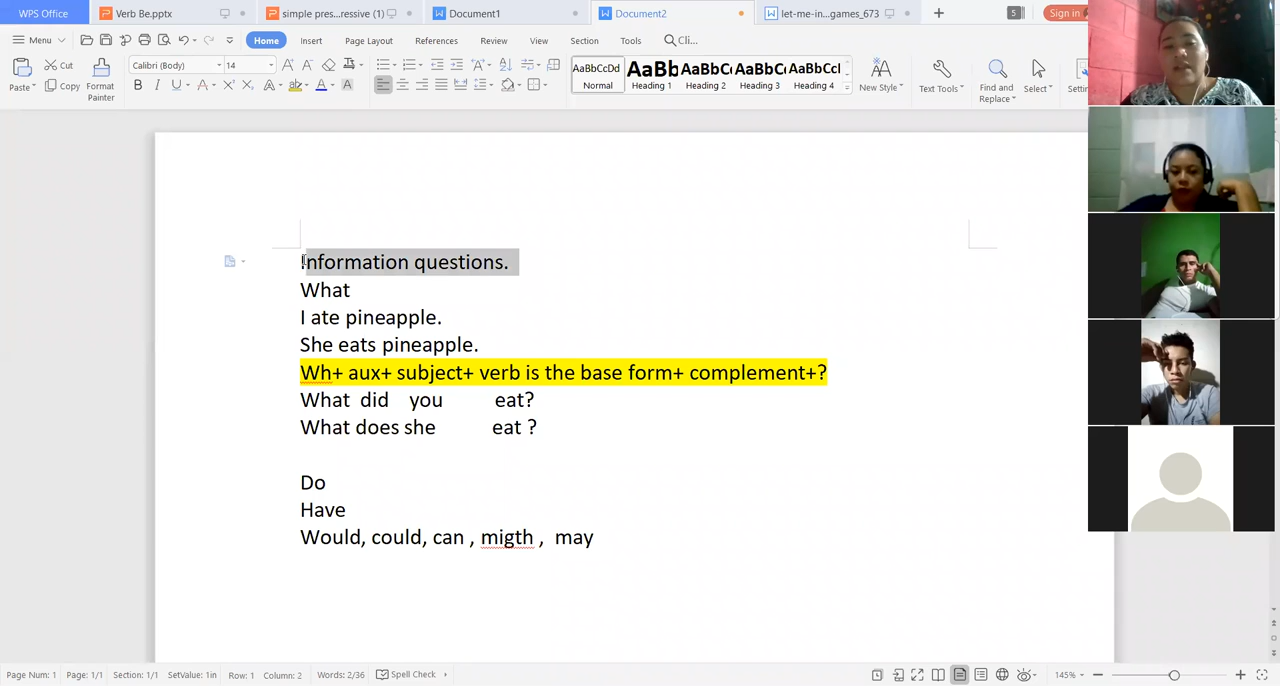 WPS Office Verb Be.pptx simple pres...ressive (1) Document1 Document2 let-me-in...games_673 + 5 Sign in
Menu Home Insert Page Layout References Review View Section Tools Cli...
Paste Cut Copy Format Painter Calibri (Body) 14 AaBbCcDd Normal AaBb Heading 1 AaBbC Heading 2 AaBbC Heading 3 AaBbCcI Heading 4 New Style Text Tools Find and Replace Select
B I U A A A
Information questions.
What
I ate pineapple.
She eats pineapple.
Wh+ aux+ subject+ verb is the base form+ complement+?
What did you eat?
What does she eat ?
Do
Have
Would, could, can , migth , may
Page Num: 1 Page: 1/1 Section: 1/1 SetValue: 1in Row: 1 Column: 2 Words: 2/36 Spell Check 145% - +